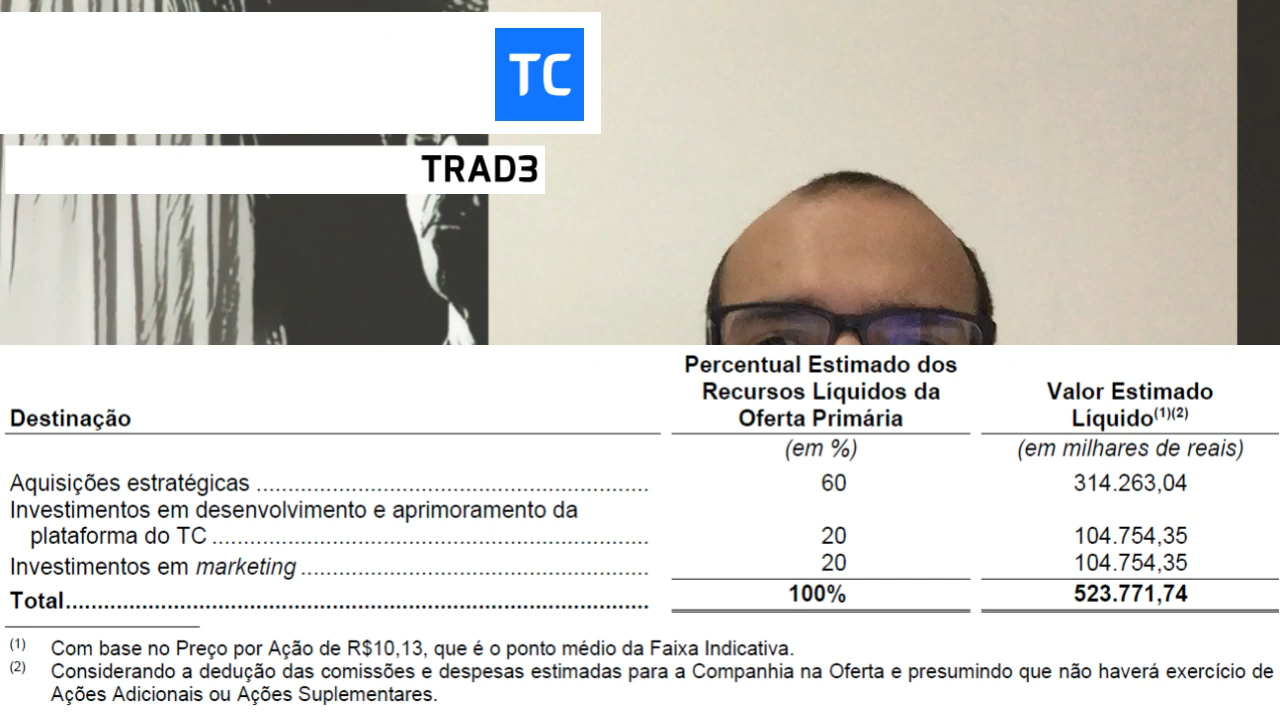 TC
TRAD3
Percentual Estimado dos
Recursos Líquidos da
Oferta Primária
Valor Estimado
Líquido(1)(2)
Destinação
(em %)
(em milhares de reais)
Aquisições estratégicas ............................................................ 60 314.263,04
Investimentos em desenvolvimento e aprimoramento da
plataforma do TC .................................................................. 20 104.754,35
Investimentos em marketing ..................................................... 20 104.754,35
Total......................................................................................... 100% 523.771,74
(1) Com base no Preço por Ação de R$10,13, que é o ponto médio da Faixa Indicativa.
(2) Considerando a dedução das comissões e despesas estimadas para a Companhia na Oferta e presumindo que não haverá exercício de
Ações Adicionais ou Ações Suplementares.